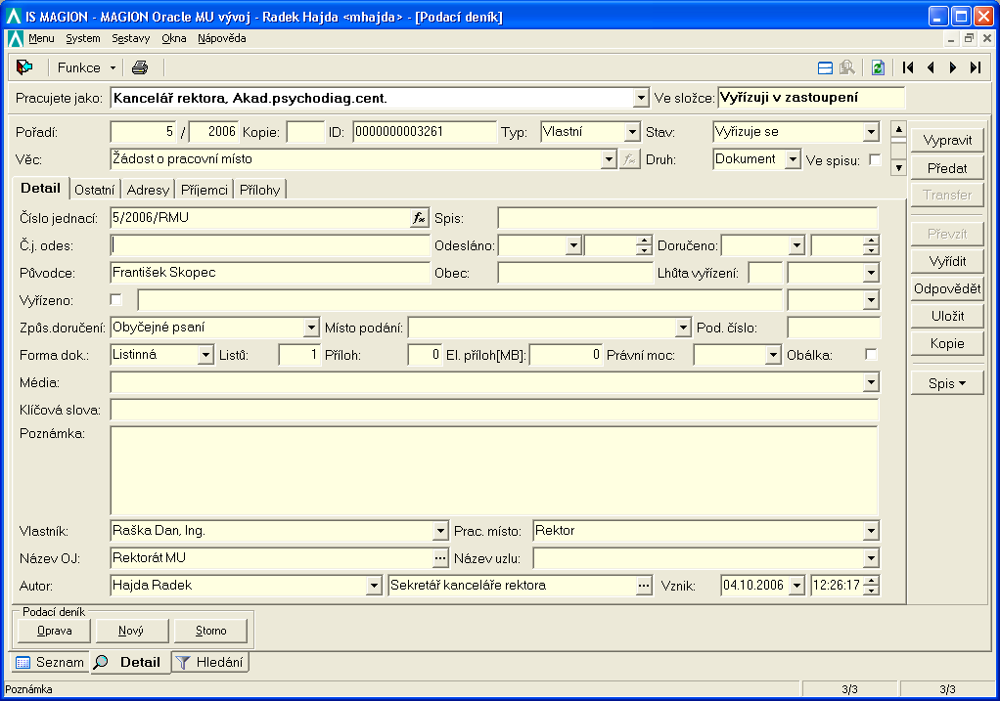 IS MAGION - MAGION Oracle MU vývoj - Radek Hajda <mhajda> - [Podací deník]
Menu System Sestavy Okna Nápověda
Funkce
Pracujete jako: Kancelář rektora, Akad.psychodiag.cent. Ve složce: Vyřizuji v zastoupení
Pořadí: 5 / 2006 Kopie: ID: 0000000003261 Typ: Vlastní Stav: Vyřizuje se
Věc: Žádost o pracovní místo Druh: Dokument Ve spisu:
Vypravit
Předat
Transfer
Převzít
Vyřídit
Odpovědět
Uložit
Kopie
Spis
Detail Ostatní Adresy Příjemci Přílohy
Číslo jednací: 5/2006/RMU Spis:
Č.j. odes: Odesláno: Doručeno:
Původce: František Skopec Obec: Lhůta vyřízení:
Vyřízeno:
Způs.doručení: Obyčejné psaní Místo podání: Pod. číslo:
Forma dok.: Listinná Listů: 1 Příloh: 0 El. příloh[MB]: 0 Právní moc: Obálka:
Média:
Klíčová slova:
Poznámka:
Vlastník: Raška Dan, Ing. Prac. místo: Rektor
Název OJ: Rektorát MU Název uzlu:
Autor: Hajda Radek Sekretář kanceláře rektora Vznik: 04.10.2006 12:26:17
Podací deník
Oprava Nový Storno
Seznam Detail Hledání
Poznámka 3/3 3/3